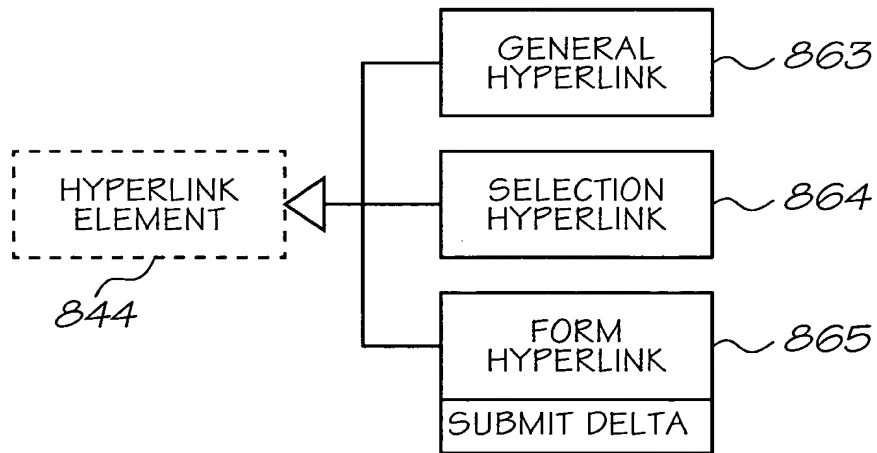 GENERAL
HYPERLINK
863
HYPERLINK
ELEMENT
844
SELECTION
HYPERLINK
864
FORM
HYPERLINK
865
SUBMIT DELTA